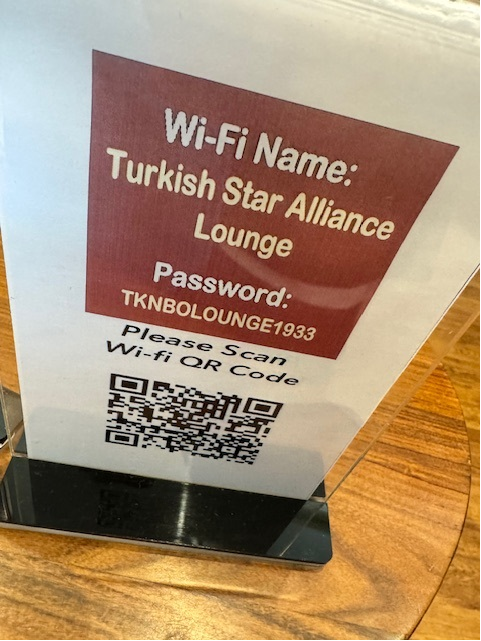 Wi-Fi Name:
Turkish Star Alliance
Lounge
Password:
TKNBOLOUNGE1933
Please Scan
Wi-fi QR Code